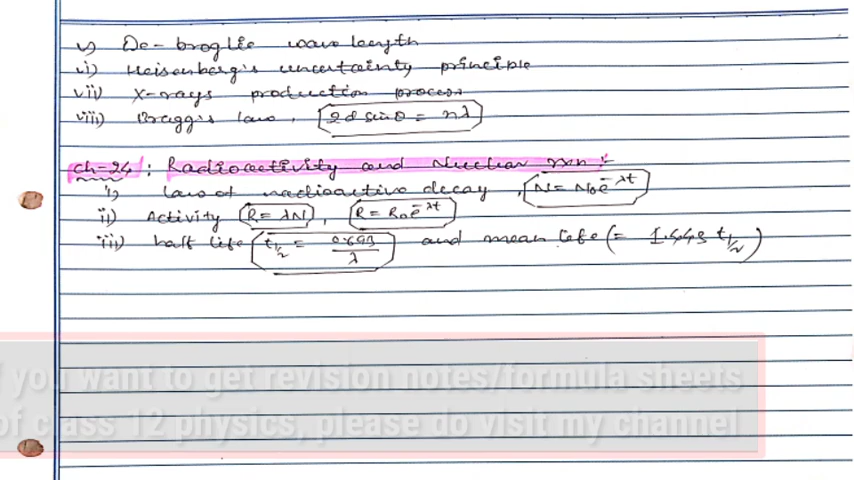 v) De-broglie wave length
vi) Heisenberg's uncertainty principle
vii) X-rays production process
viii) Bragg's law, 2d sinθ = nλ
ch-24 : Radioactivity and Nuclear rxn :-
i) law of radioactive decay, N = N₀e^-λt
ii) Activity R = λN, R = R₀e^-λt
iii) half life t₁/₂ = 0.693/λ and mean life (= 1.443 t₁/₂)
you want to get revision notes/formula sheets
of class 12 physics, please do visit my channel